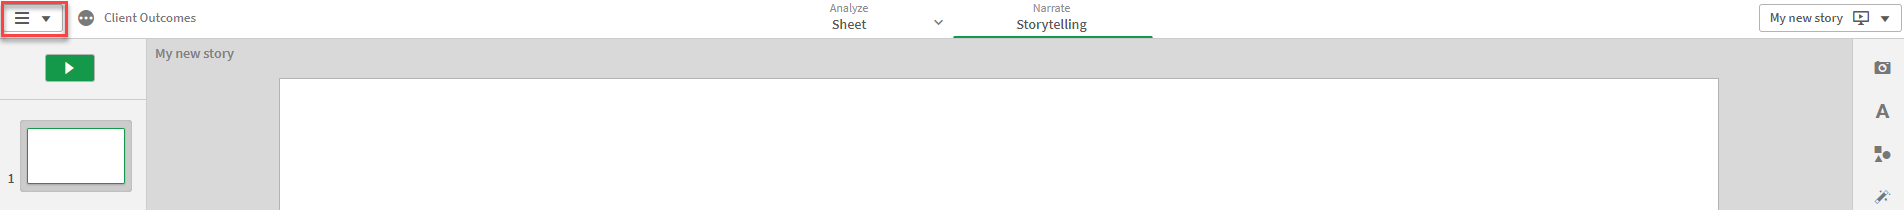 Client Outcomes
Analyze
Sheet
Narrate
Storytelling
My new story
My new story
A
1